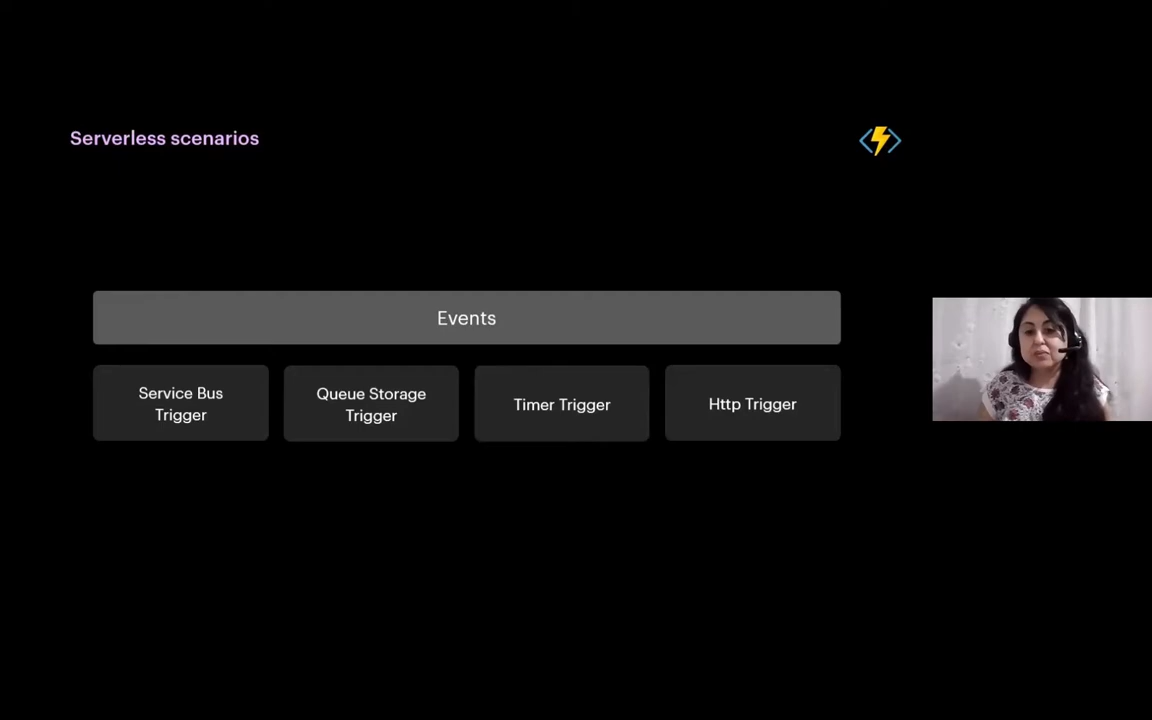 Serverless scenarios
Events
Service Bus
Trigger
Queue Storage
Trigger
Timer Trigger
Http Trigger